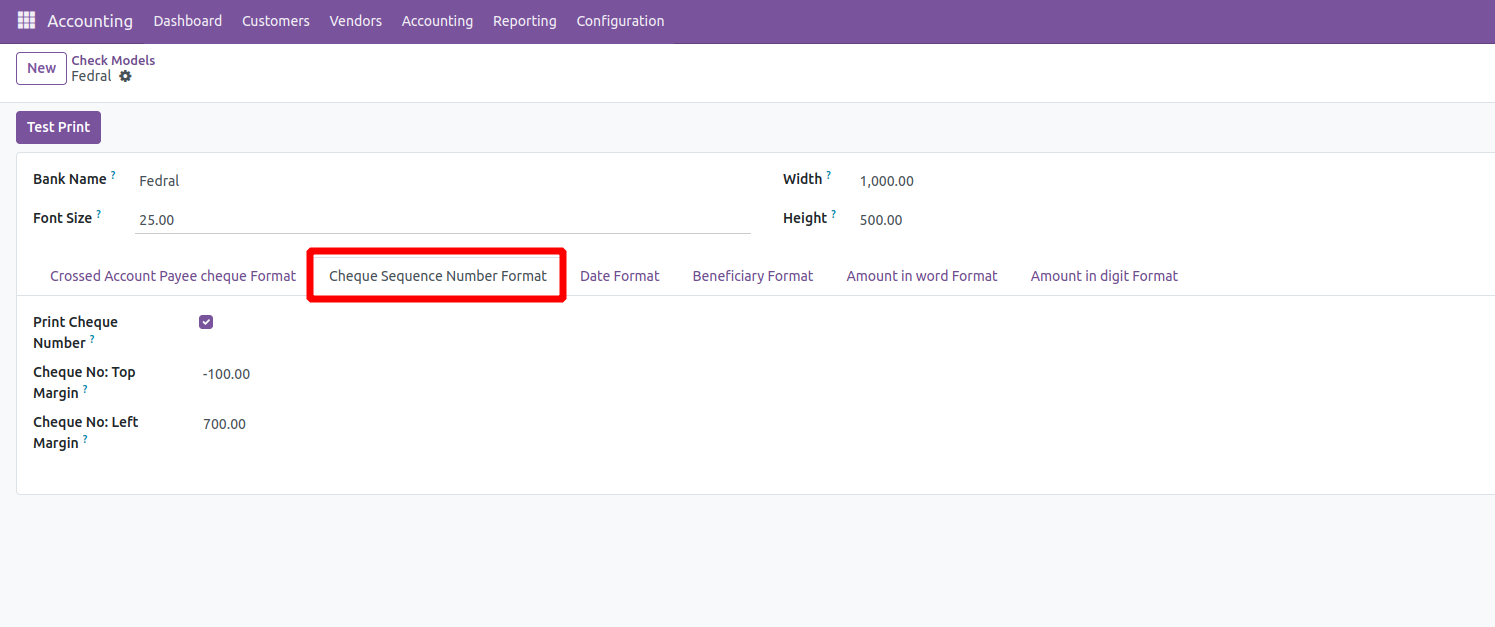 Accounting Dashboard Customers Vendors Accounting Reporting Configuration
New
Check Models
Fedral
Test Print
Bank Name ? Fedral Width ? 1,000.00
Font Size ? 25.00 Height ? 500.00
Crossed Account Payee cheque Format Cheque Sequence Number Format Date Format Beneficiary Format Amount in word Format Amount in digit Format
Print Cheque
Number ?
Cheque No: Top
Margin ?
-100.00
Cheque No: Left
Margin ?
700.00